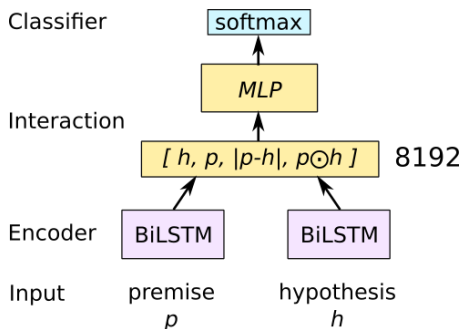 Classifier
softmax
MLP
Interaction
[ h, p, |p-h|, p⊙h ]
8192
Encoder
BiLSTM
BiLSTM
Input
premise
hypothesis
p
h